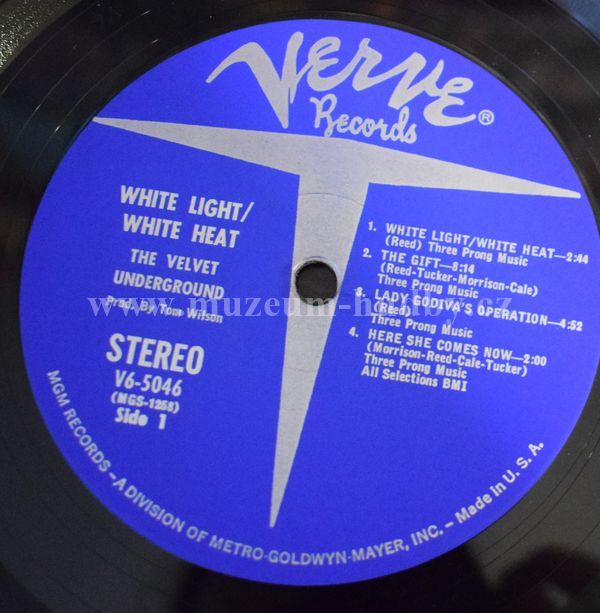 Verve®
Records
WHITE LIGHT/
WHITE HEAT
THE VELVET
UNDERGROUND
Prod. By/Tom Wilson
STEREO
V6-5046
(MGS-1258)
Side 1
1. WHITE LIGHT/WHITE HEAT—2:44
(Reed) Three Prong Music
2. THE GIFT—8:14
(Reed-Tucker-Morrison-Cale)
Three Prong Music
3. LADY GODIVA'S OPERATION—4:52
(Reed)
Three Prong Music
4. HERE SHE COMES NOW—2:00
(Morrison-Reed-Cale-Tucker)
Three Prong Music
All Selections BMI
MGM RECORDS—A DIVISION OF METRO-GOLDWYN-MAYER, INC. — Made in U. S. A.
www.muzeum-hudby.cz